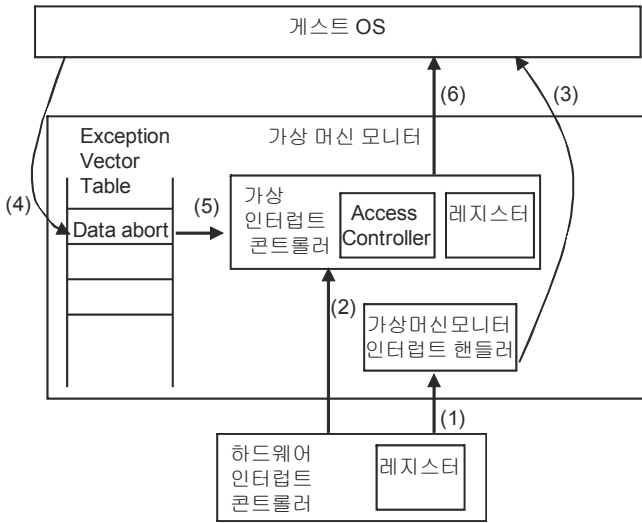 게스트 OS
(6)
(3)
Exception
Vector
Table
가상 머신 모니터
(4)
Data abort
(5)
가상
인터럽트
콘트롤러
Access
Controller
레지스터
(2)
가상머신모니터
인터럽트 핸들러
(1)
하드웨어
인터럽트
콘트롤러
레지스터